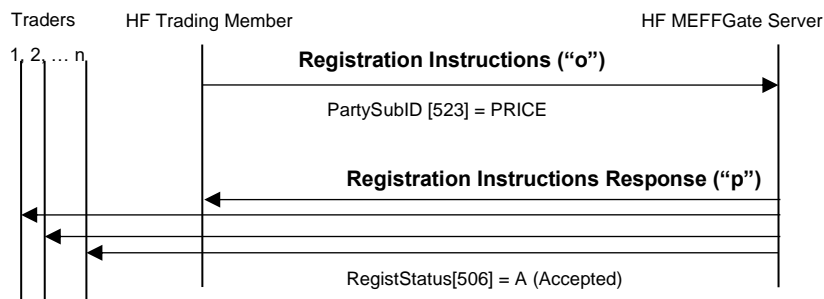 Traders HF Trading Member HF MEFFGate Server
1, 2, … n
Registration Instructions (“o”)
PartySubID [523] = PRICE
Registration Instructions Response (“p”)
RegistStatus[506] = A (Accepted)